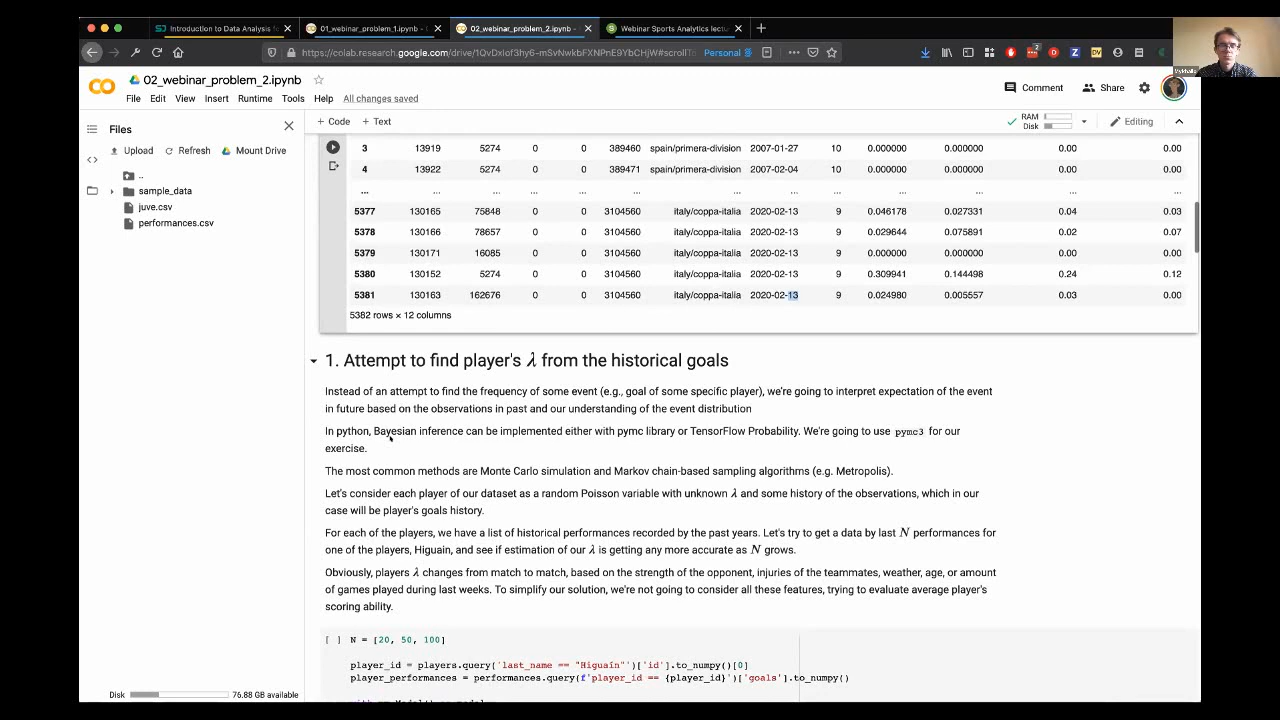 Introduction to Data Analysis fo
01_webinar_problem_1.ipynb -
02_webinar_problem_2.ipynb -
Webinar Sports Analytics lectu
Personal
02_webinar_problem_2.ipynb
Comment
Share
File Edit View Insert Runtime Tools Help All changes saved
Files
+ Code + Text
RAM
Disk
Editing
Upload Refresh Mount Drive
..
sample_data
juve.csv
performances.csv
3 13919 5274 0 0 389460 spain/primera-division 2007-01-27 10 0.000000 0.000000 0.00 0.00
4 13922 5274 0 0 389471 spain/primera-division 2007-02-04 10 0.000000 0.000000 0.00 0.00
... ... ... ... ... ... ... ... ... ... ... ... ...
5377 130165 75848 0 0 3104560 italy/coppa-italia 2020-02-13 9 0.046178 0.027331 0.04 0.03
5378 130166 78657 0 0 3104560 italy/coppa-italia 2020-02-13 9 0.029644 0.075891 0.02 0.07
5379 130171 16085 0 0 3104560 italy/coppa-italia 2020-02-13 9 0.000000 0.000000 0.00 0.00
5380 130152 5274 0 0 3104560 italy/coppa-italia 2020-02-13 9 0.309941 0.144498 0.24 0.12
5381 130163 162676 0 0 3104560 italy/coppa-italia 2020-02-13 9 0.024980 0.005557 0.03 0.00
5382 rows × 12 columns
1. Attempt to find player's λ from the historical goals
Instead of an attempt to find the frequency of some event (e.g., goal of some specific player), we're going to interpret expectation of the event
in future based on the observations in past and our understanding of the event distribution
In python, Bayesian inference can be implemented either with pymc library or TensorFlow Probability. We're going to use pymc3 for our
exercise.
The most common methods are Monte Carlo simulation and Markov chain-based sampling algorithms (e.g. Metropolis).
Let's consider each player of our dataset as a random Poisson variable with unknown λ and some history of the observations, which in our
case will be player's goals history.
For each of the players, we have a list of historical performances recorded by the past years. Let's try to get a data by last N performances for
one of the players, Higuain, and see if estimation of our λ is getting any more accurate as N grows.
Obviously, players λ changes from match to match, based on the strength of the opponent, injuries of the teammates, weather, age, or amount
of games played during last weeks. To simplify our solution, we're not going to consider all these features, trying to evaluate average player's
scoring ability.
[ ] N = [20, 50, 100]
player_id = players.query('last_name == "Higuaín"')['id'].to_numpy()[0]
player_performances = performances.query(f'player_id == {player_id}')['goals'].to_numpy()
Disk 76.88 GB available